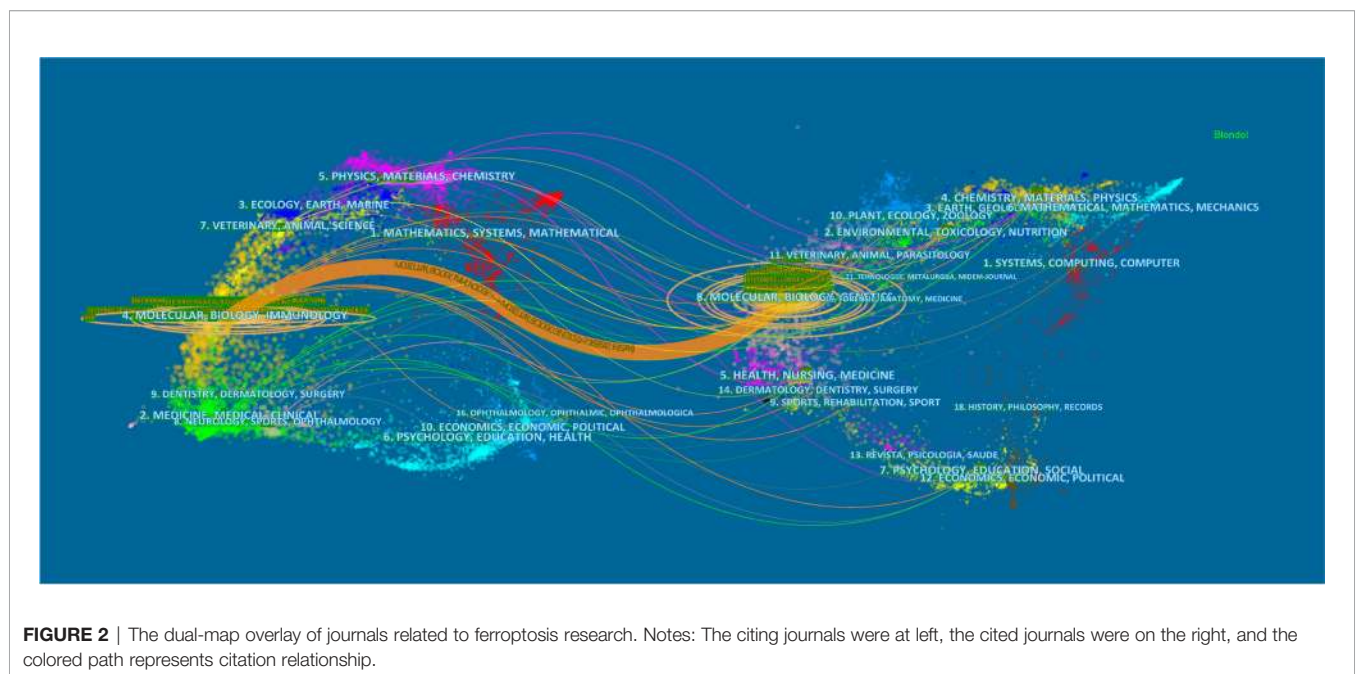 Blondol
5. PHYSICS, MATERIALS, CHEMISTRY
3. ECOLOGY, EARTH, MARINE
7. VETERINARY, ANIMAL, SCIENCE
1. MATHEMATICS, SYSTEMS, MATHEMATICAL
4. MOLECULAR, BIOLOGY, IMMUNOLOGY
9. DENTISTRY, DERMATOLOGY, SURGERY
2. MEDICINE, MEDICAL, CLINICAL
8. NEUROLOGY, SPORTS, OPHTHALMOLOGY
15. OPHTHALMOLOGY, OPHTHALMIC, OPHTHALMOLOGICA
10. ECONOMICS, ECONOMIC, POLITICAL
6. PSYCHOLOGY, EDUCATION, HEALTH
4. CHEMISTRY, MATERIALS, PHYSICS
3. EARTH,
MATHEMATICAL, MATHEMATICS, MECHANICS
10. PLANT, ECOLOGY, ZOOLOGY
2. ENVIRONMENTAL, TOXICOLOGY, NUTRITION
11. VETERINARY, ANIMAL, PARASITOLOGY
1. SYSTEMS, COMPUTING, COMPUTER
8. MOLECULAR, BIOLOGY, GENETICS
ANATOMY, MEDICINE
5. HEALTH, NURSING, MEDICINE
14. DERMATOLOGY, DENTISTRY, SURGERY
9. SPORTS, REHABILITATION, SPORT
18. HISTORY, PHILOSOPHY, RECORDS
13. REVISTA, PSICOLOGIA, SAUDE
7. PSYCHOLOGY, EDUCATION, SOCIAL
12. ECONOMICS, ECONOMIC, POLITICAL
FIGURE 2 | The dual-map overlay of journals related to ferroptosis research. Notes: The citing journals were at left, the cited journals were on the right, and the
colored path represents citation relationship.